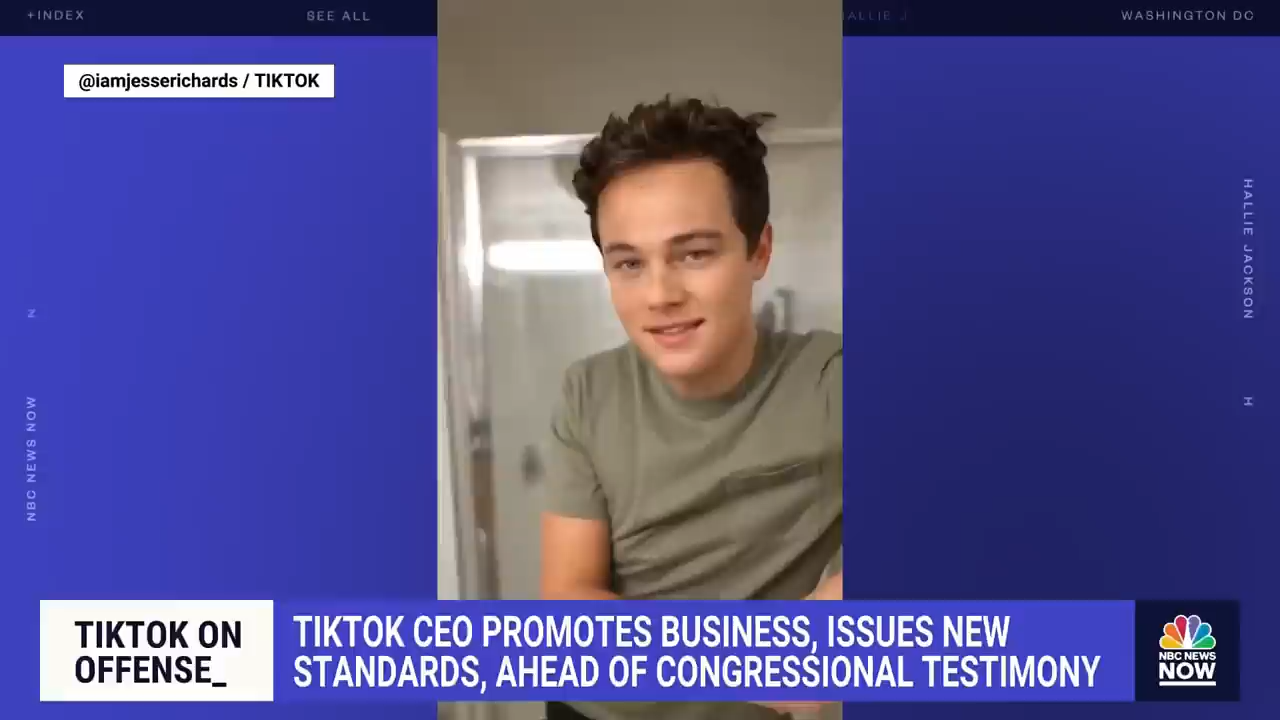 +INDEX
SEE ALL
HALLIE J
WASHINGTON DC
@iamjesserichards / TIKTOK
HALLIE JACKSON
N
H
NBC NEWS NOW
TIKTOK ON
OFFENSE_
TIKTOK CEO PROMOTES BUSINESS, ISSUES NEW
STANDARDS, AHEAD OF CONGRESSIONAL TESTIMONY
NBC NEWS
NOW